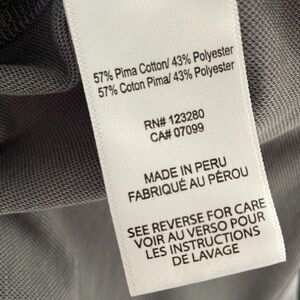 57% Pima Cotton/ 43% Polyester
57% Coton Pima/ 43% Polyester
RN# 123280
CA# 07099
MADE IN PERU
FABRIQUÉ AU PÉROU
SEE REVERSE FOR CARE
VOIR AU VERSO POUR
LES INSTRUCTIONS
DE LAVAGE